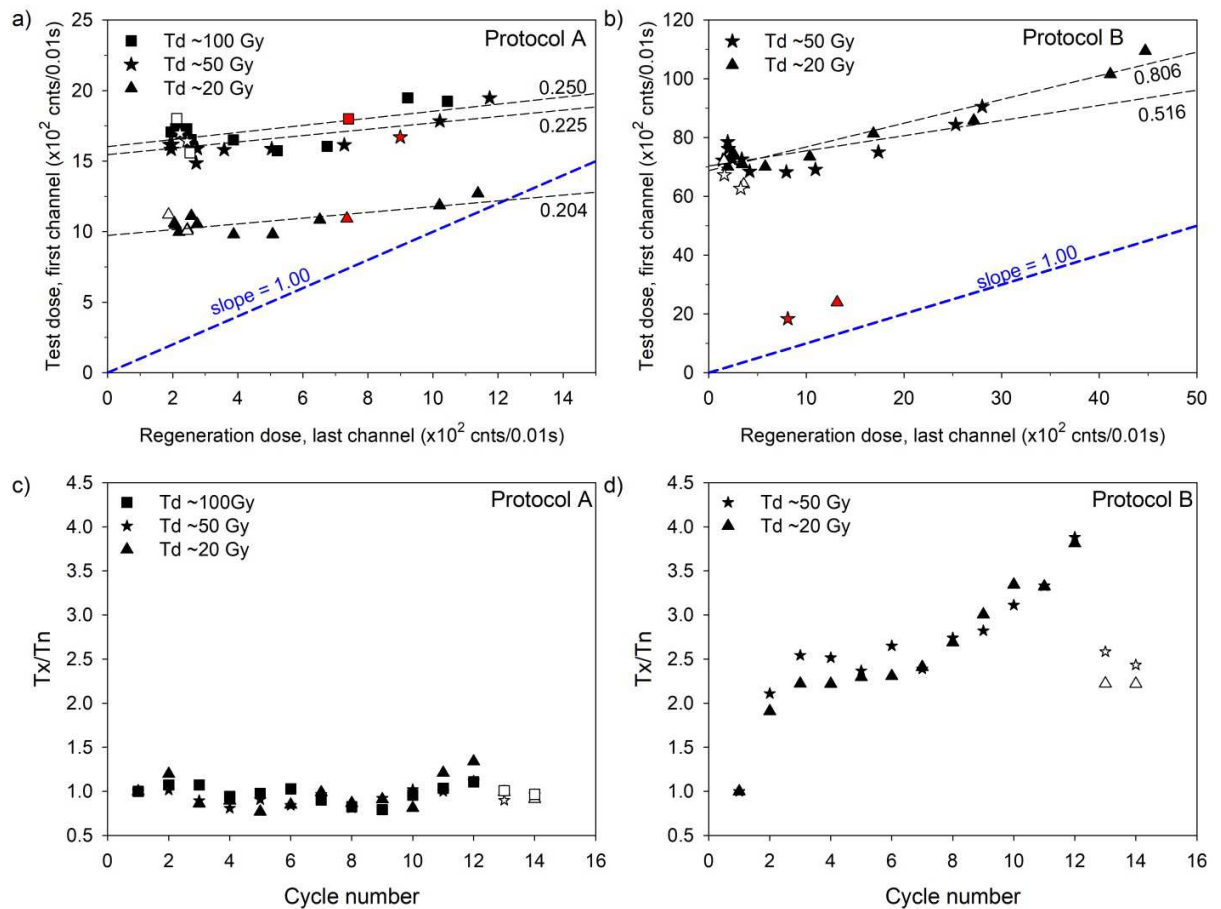 a)
Protocol A
Td ~100 Gy
Td ~50 Gy
Td ~20 Gy
0.250
0.225
0.204
slope = 1.00
25
20
15
10
5
0
0 2 4 6 8 10 12 14
Test dose, first channel (x10² cnts/0.01s)
Regeneration dose, last channel (x10² cnts/0.01s)
b)
Protocol B
Td ~50 Gy
Td ~20 Gy
0.806
0.516
slope = 1.00
120
100
80
60
40
20
0
0 10 20 30 40 50
Test dose, first channel (x10² cnts/0.01s)
Regeneration dose, last channel (x10² cnts/0.01s)
c)
Protocol A
Td ~100Gy
Td ~50 Gy
Td ~20 Gy
4.5
4.0
3.5
3.0
2.5
2.0
1.5
1.0
0.5
0 2 4 6 8 10 12 14 16
Tx/Tn
Cycle number
d)
Protocol B
Td ~50 Gy
Td ~20 Gy
4.5
4.0
3.5
3.0
2.5
2.0
1.5
1.0
0.5
0 2 4 6 8 10 12 14 16
Tx/Tn
Cycle number